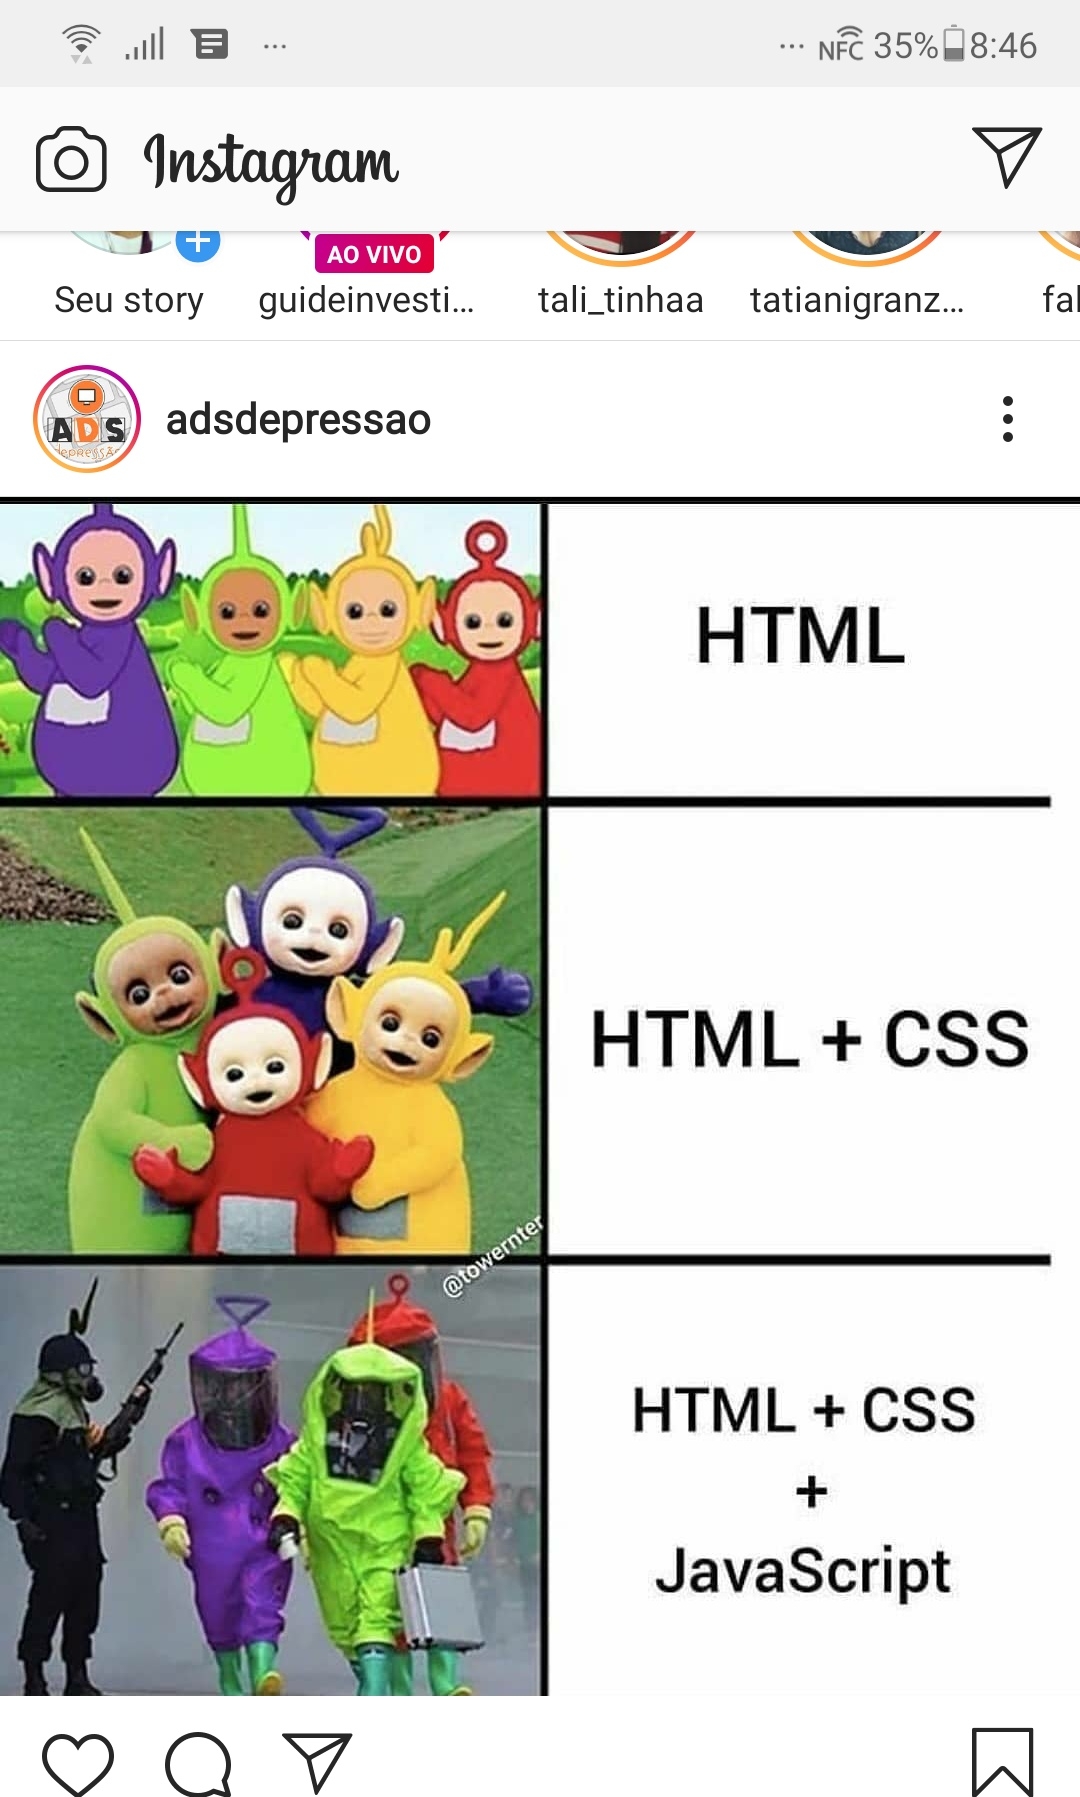 NFC 35% 8:46
Instagram
AO VIVO
Seu story guideinvesti... tali_tinhaa tatianigranz... fal
ADS
depressão
adsdepressao
HTML
HTML + CSS
@towernter
HTML + CSS
+
JavaScript